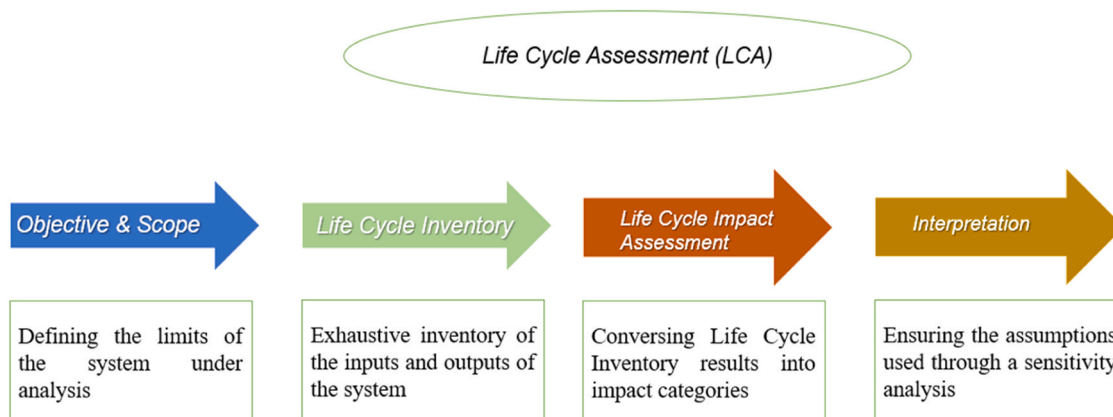 Life Cycle Assessment (LCA)
Objective & Scope
Life Cycle Inventory
Life Cycle Impact
Assessment
Interpretation
Defining the limits of
the system under
analysis
Exhaustive inventory of
the inputs and outputs of
the system
Conversing Life Cycle
Inventory results into
impact categories
Ensuring the assumptions
used through a sensitivity
analysis